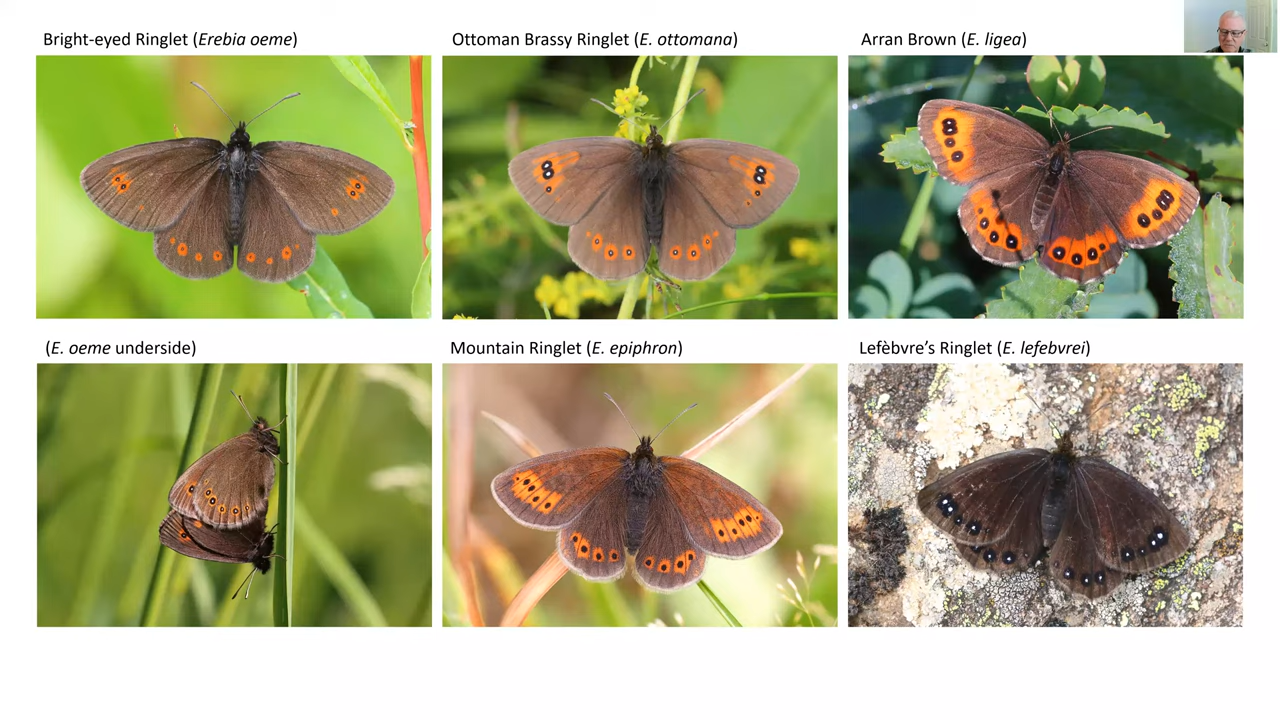 Bright-eyed Ringlet (Erebia oeme)
Ottoman Brassy Ringlet (E. ottomana)
Arran Brown (E. ligea)
(E. oeme underside)
Mountain Ringlet (E. epiphron)
Lefèbvre's Ringlet (E. lefebvrei)